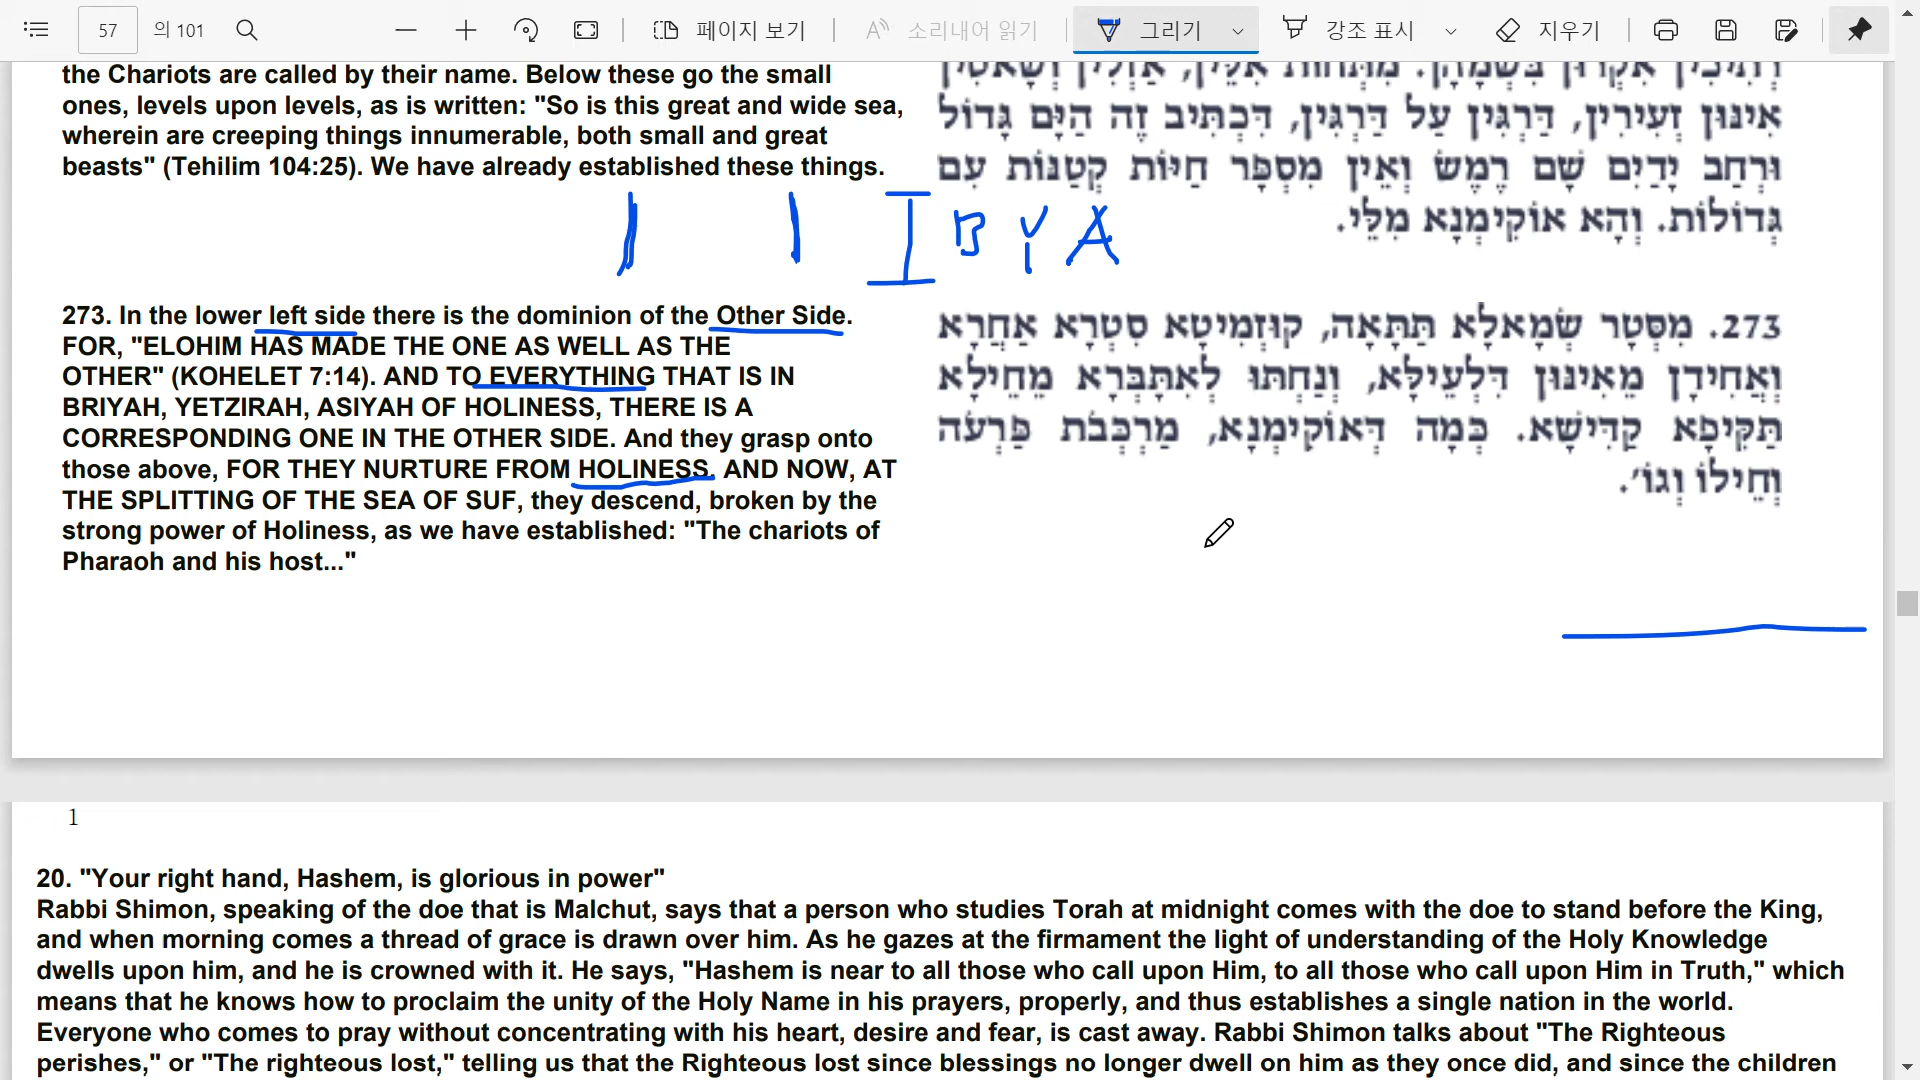 57 의 101 페이지 보기 소리내어 읽기 그리기 강조 표시 지우기
the Chariots are called by their name. Below these go the small
ones, levels upon levels, as is written: "So is this great and wide sea,
wherein are creeping things innumerable, both small and great
beasts" (Tehilim 104:25). We have already established these things.
רְתִיכִין אִקְרוּן בִּשְׁמָהָן. מִתְּחוֹת אִלֵּין, אַזְלִין וְשָׁאטִין
אִינּוּן זְעִירִין, דַּרְגִּין עַל דַּרְגִּין, דִּכְתִּיב זֶה הַיָּם גָּדוֹל
וּרְחַב יָדַיִם שָׁם רֶמֶשׂ וְאֵין מִסְפָּר חַיּוֹת קְטַנּוֹת עִם
גְּדוֹלוֹת. וְהָא אוֹקִימְנָא מִלֵּי.
I B Y A
273. In the lower left side there is the dominion of the Other Side.
FOR, "ELOHIM HAS MADE THE ONE AS WELL AS THE
OTHER" (KOHELET 7:14). AND TO EVERYTHING THAT IS IN
BRIYAH, YETZIRAH, ASIYAH OF HOLINESS, THERE IS A
CORRESPONDING ONE IN THE OTHER SIDE. And they grasp onto
those above, FOR THEY NURTURE FROM HOLINESS. AND NOW, AT
THE SPLITTING OF THE SEA OF SUF, they descend, broken by the
strong power of Holiness, as we have established: "The chariots of
Pharaoh and his host..."
273. מִסְּטָר שְׂמָאלָא תַּתָּאָה, קוּזְמִיטָא סִטְרָא אַחֲרָא
וְאֲחִידָן מֵאִינּוּן דִּלְעֵילָּא, וְנַחְתּוּ לְאִתָּבְּרָא מֵחֵילָא
תַּקִּיפָא קַדִּישָׁא. כְּמָה דְּאוֹקִימְנָא, מַרְכְּבֹת פַּרְעֹה
וְחֵילוֹ וְגוֹ'.
1
20. "Your right hand, Hashem, is glorious in power"
Rabbi Shimon, speaking of the doe that is Malchut, says that a person who studies Torah at midnight comes with the doe to stand before the King,
and when morning comes a thread of grace is drawn over him. As he gazes at the firmament the light of understanding of the Holy Knowledge
dwells upon him, and he is crowned with it. He says, "Hashem is near to all those who call upon Him, to all those who call upon Him in Truth," which
means that he knows how to proclaim the unity of the Holy Name in his prayers, properly, and thus establishes a single nation in the world.
Everyone who comes to pray without concentrating with his heart, desire and fear, is cast away. Rabbi Shimon talks about "The Righteous
perishes," or "The righteous lost," telling us that the Righteous lost since blessings no longer dwell on him as they once did, and since the children